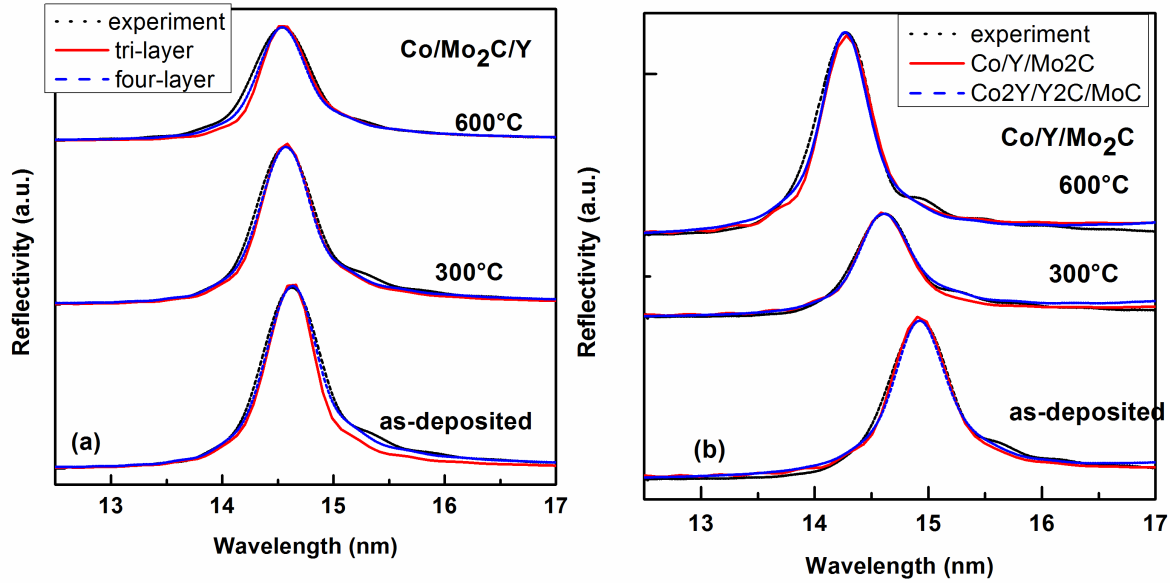 experiment
tri-layer
four-layer
Co/Mo₂C/Y
600°C
300°C
as-deposited
(a)
Reflectivity (a.u.)
13 14 15 16 17
Wavelength (nm)
experiment
Co/Y/Mo2C
Co2Y/Y2C/MoC
Co/Y/Mo₂C
600°C
300°C
as-deposited
(b)
Reflectivity (a.u.)
13 14 15 16 17
Wavelength (nm)